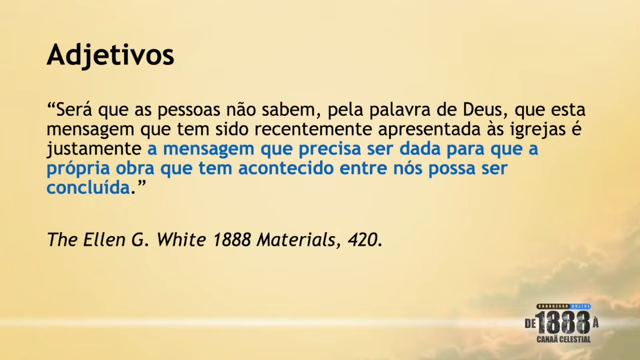 Adjetivos
“Será que as pessoas não sabem, pela palavra de Deus, que esta
mensagem que tem sido recentemente apresentada às igrejas é
justamente a mensagem que precisa ser dada para que a
própria obra que tem acontecido entre nós possa ser
concluída.”
The Ellen G. White 1888 Materials, 420.
DE 1888 À
CANAÃ CELESTIAL